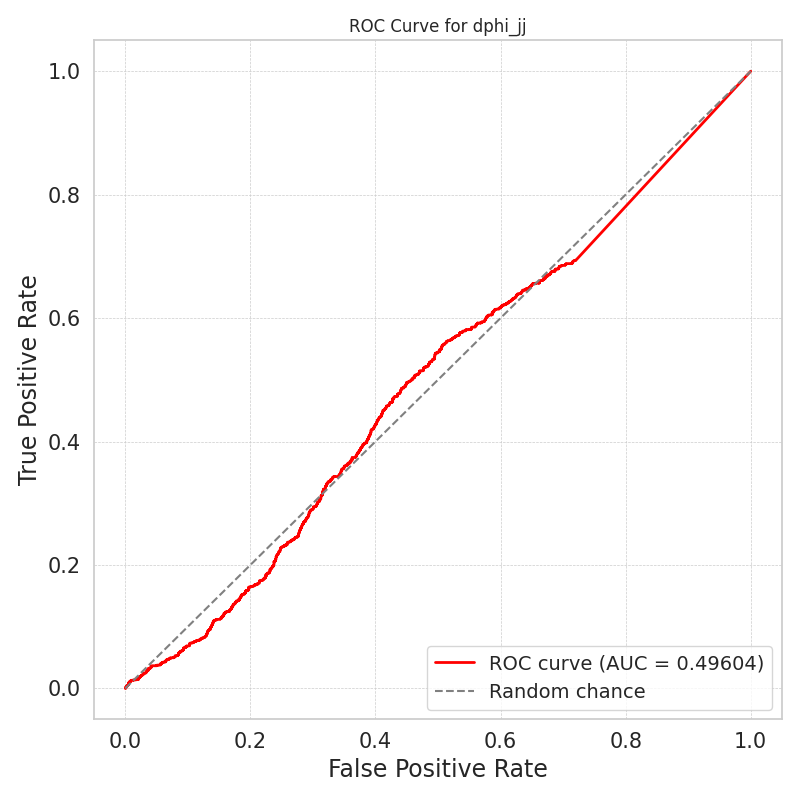 ROC Curve for dphi_jj
True Positive Rate
1.0
0.8
0.6
0.4
0.2
0.0
ROC curve (AUC = 0.49604)
Random chance
0.0 0.2 0.4 0.6 0.8 1.0
False Positive Rate